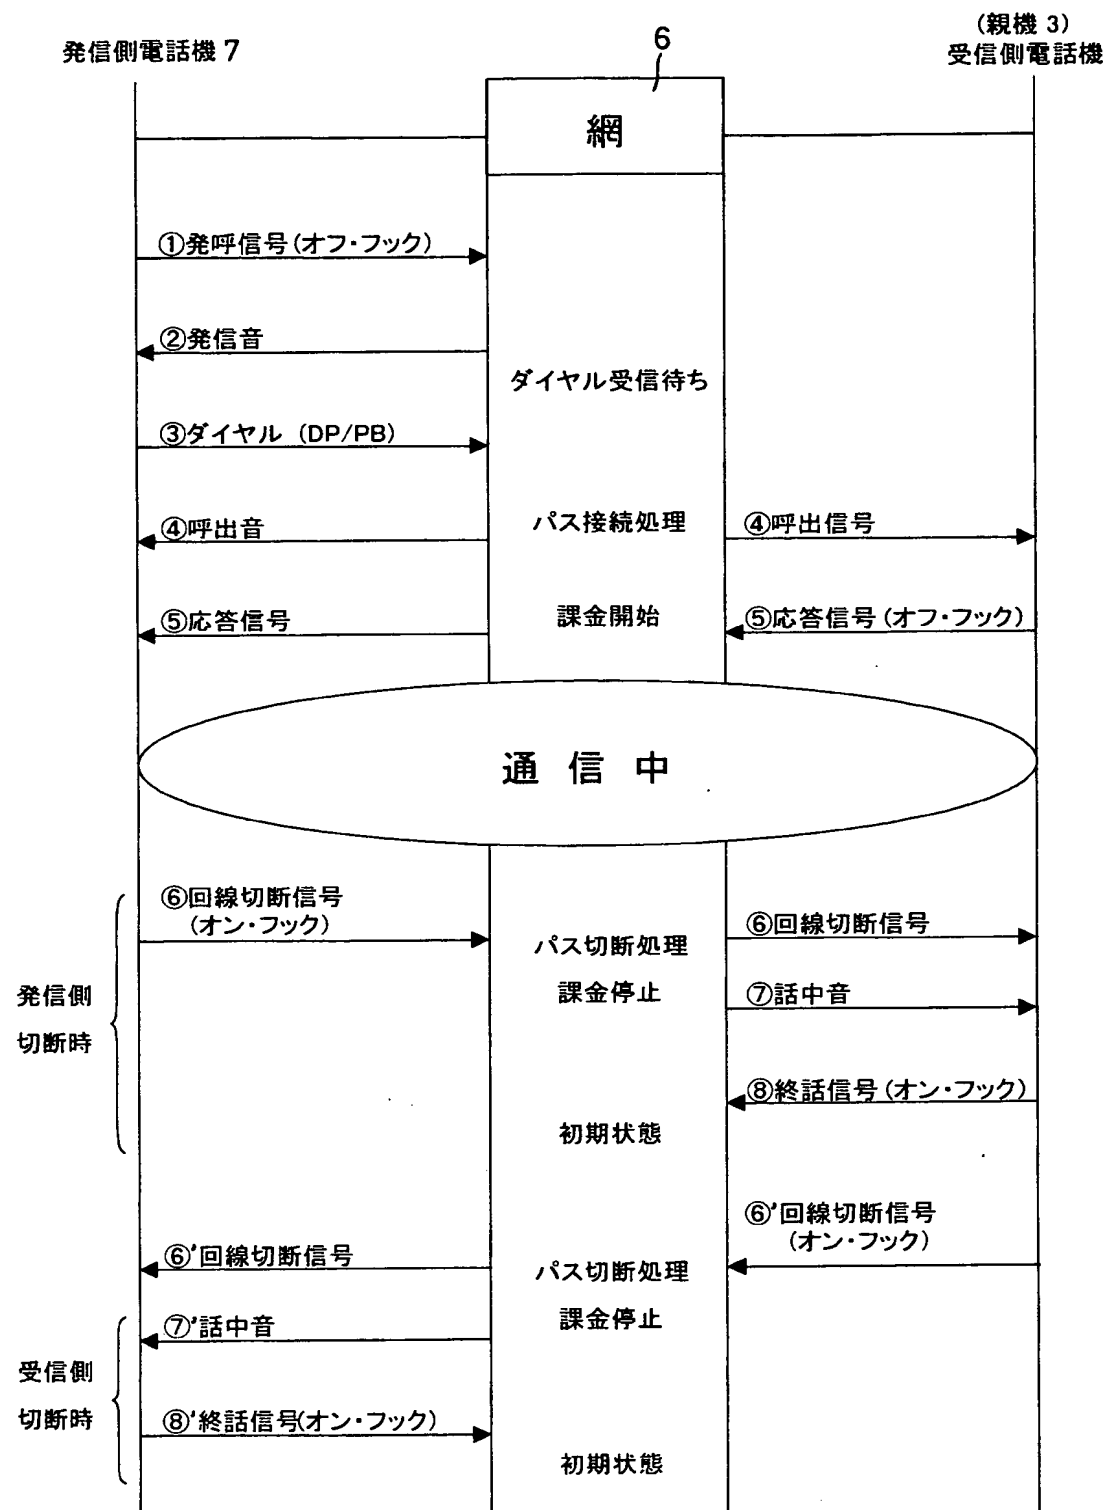 (親機 3)
発信側電話機 7
6
受信側電話機
網
①発呼信号(オフ・フック)
②発信音
ダイヤル受信待ち
③ダイヤル (DP/PB)
④呼出音
パス接続処理
④呼出信号
⑤応答信号
課金開始
⑤応答信号(オフ・フック)
通信中
⑥回線切断信号
(オン・フック)
パス切断処理
⑥回線切断信号
発信側
切断時
課金停止
⑦話中音
⑧終話信号(オン・フック)
初期状態
⑥'回線切断信号
(オン・フック)
⑥'回線切断信号
パス切断処理
課金停止
⑦'話中音
受信側
切断時
⑧'終話信号(オン・フック)
初期状態